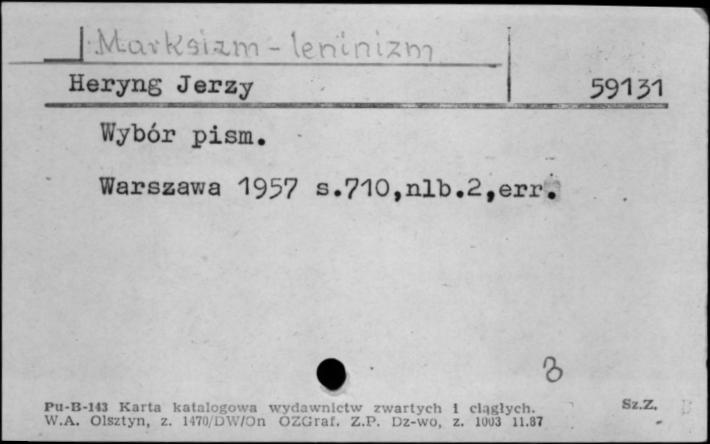 Marksizm - leninizm
Heryng Jerzy 59131
Wybór pism.
Warszawa 1957 s.710,nlb.2,err.
Pu-B-143 Karta katalogowa wydawnictw zwartych i ciągłych. Sz.Z.
W.A. Olsztyn, z. 1470/DW/On OZGraf. Z.P. Dz-wo, z. 1003 11.87